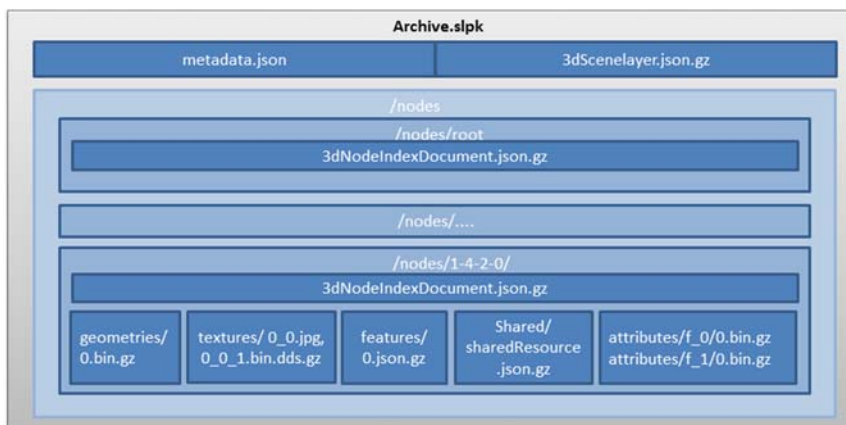 Archive.slpk
metadata.json
3dScenelayer.json.gz
/nodes
/nodes/root
3dNodeIndexDocument.json.gz
/nodes/....
/nodes/1-4-2-0/
3dNodeIndexDocument.json.gz
geometries/
0.bin.gz
textures/ 0_0.jpg,
0_0_1.bin.dds.gz
features/
0.json.gz
Shared/
sharedResource
.json.gz
attributes/f_0/0.bin.gz
attributes/f_1/0.bin.gz